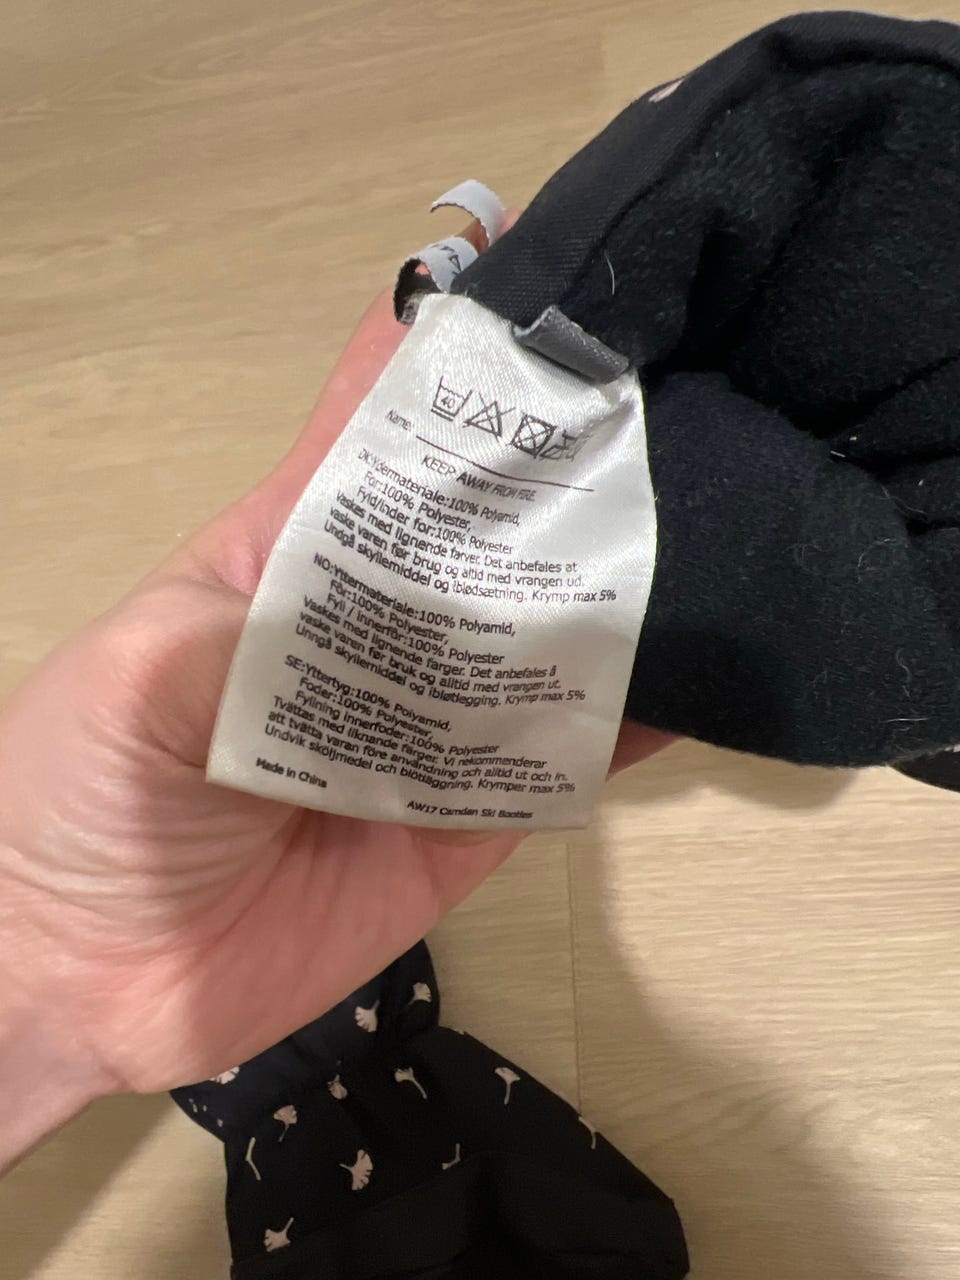 40
Name:
KEEP AWAY FROM FIRE.
DK:Ydermateriale:100% Polyamid,
For:100% Polyester,
Fyld/inder for:100% Polyester
Vaskes med lignende farver. Det anbefales at
vaske varen før brug og altid med vrangen ud.
Undgå skyllemiddel og iblødsætning. Krymp max 5%
NO:Yttermateriale:100% Polyamid,
Fôr:100% Polyester,
Fyll / innerfôr:100% Polyester
Vaskes med lignende farger. Det anbefales å
vaske varen før bruk og alltid med vrangen ut.
Unngå skyllemiddel og ibløtlegging. Krymp max 5%
SE:Yttertyg:100% Polyamid,
Foder:100% Polyester,
Fyllning innerfoder:100% Polyester
Tvättas med liknande färger. Vi rekommenderar
att tvätta varan före användning och alltid ut och in.
Undvik sköljmedel och blötläggning. Krymper max 5%
Made in China
AW17 Camden Ski Booties